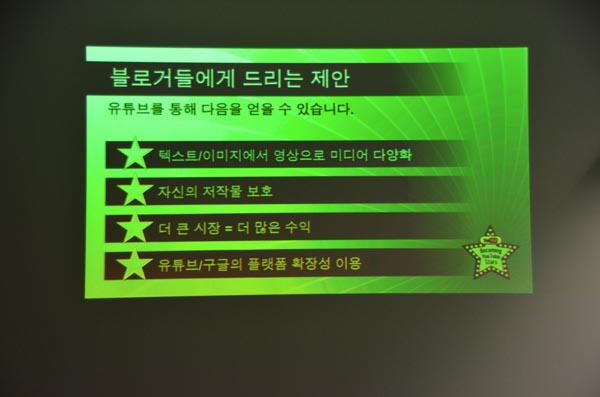 블로거들에게 드리는 제안
유튜브를 통해 다음을 얻을 수 있습니다.
텍스트/이미지에서 영상으로 미디어 다양화
자신의 저작물 보호
더 큰 시장 = 더 많은 수익
유튜브/구글의 플랫폼 확장성 이용
Becoming
YouTube
Stars